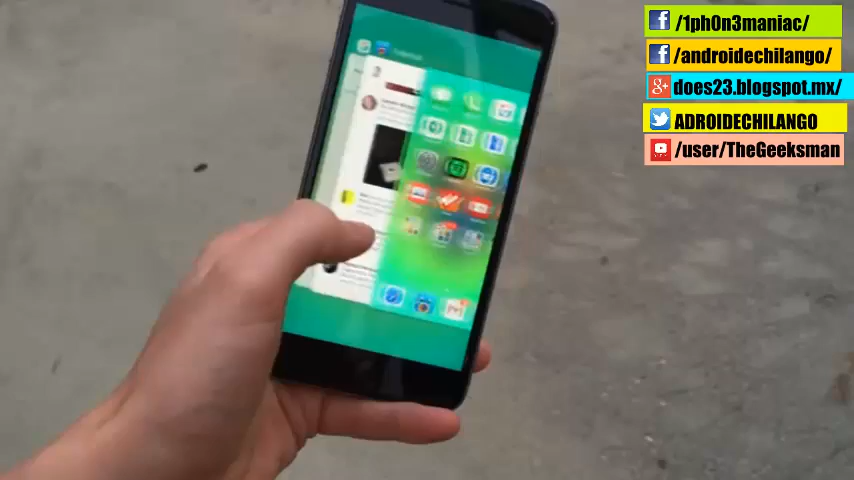 /1ph0n3maniac/
/androidechilango/
does23.blogspot.mx/
ADROIDECHILANGO
/user/TheGeeksman